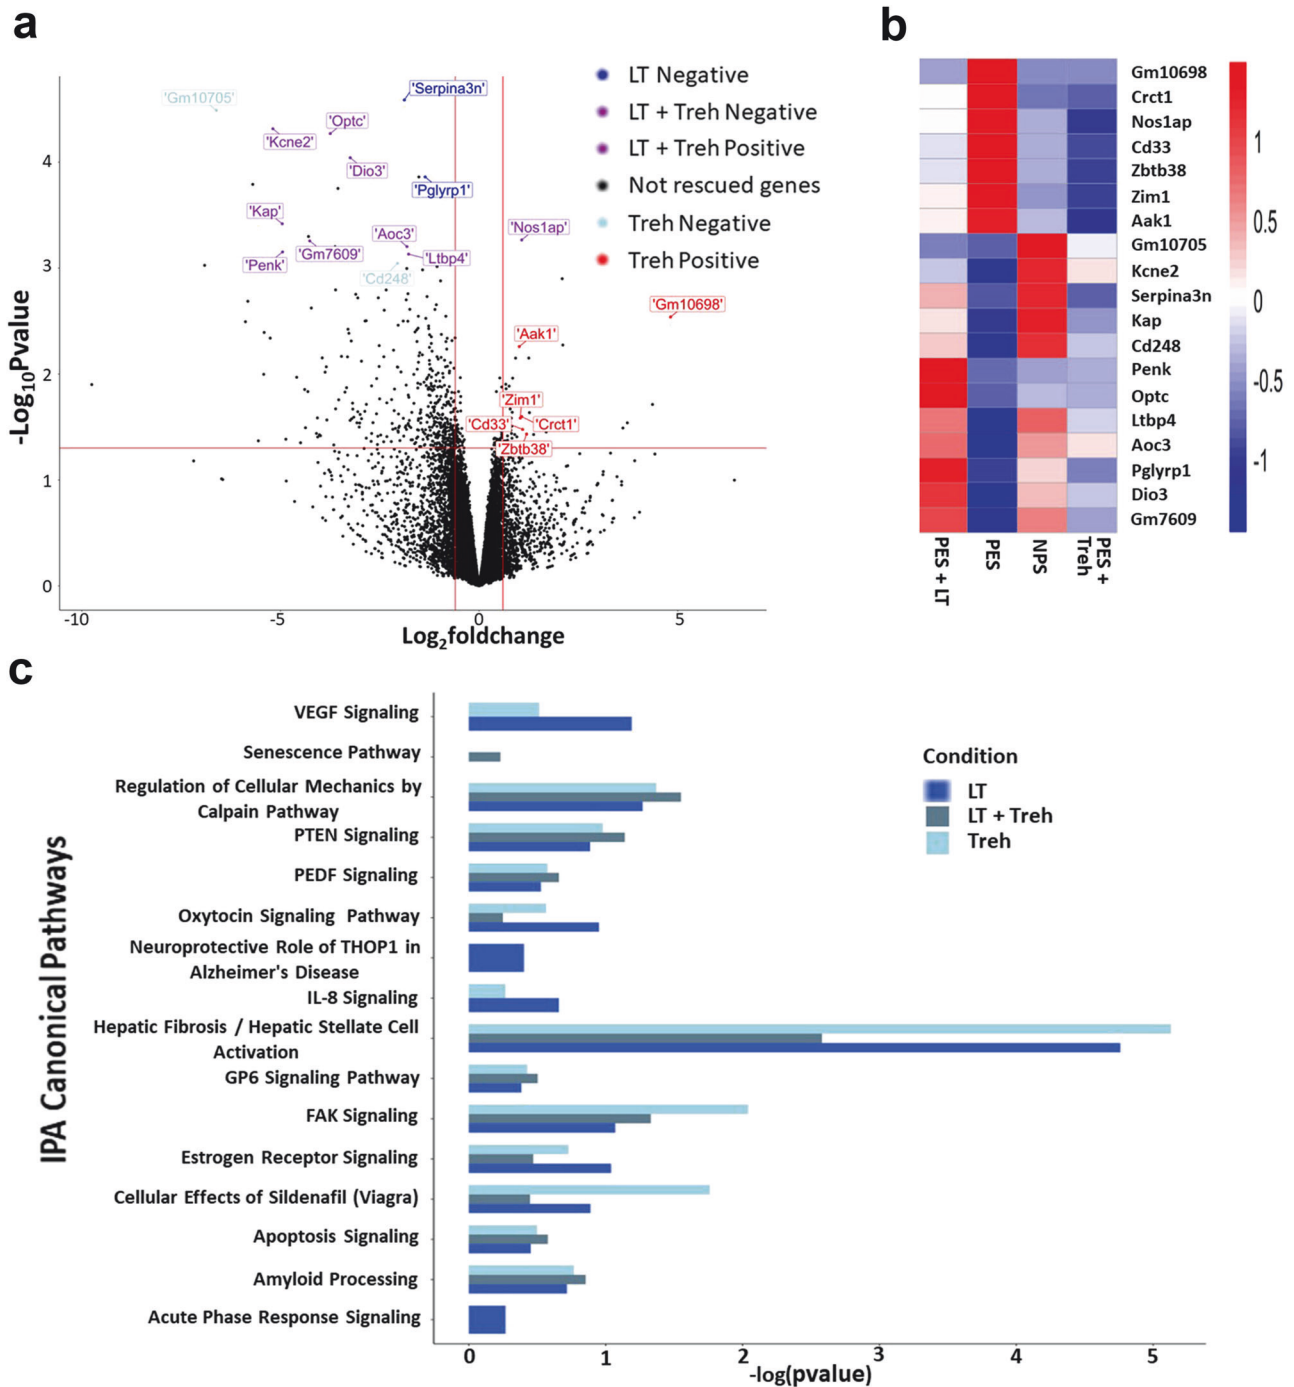 a
'Gm10705'
'Serpina3n'
'Optc'
'Kcne2'
'Dio3'
'Pglyrp1'
'Kap'
'Aoc3'
'Nos1ap'
'Gm7609'
'Ltbp4'
'Penk'
'Cd248'
'Gm10698'
'Aak1'
'Zim1'
'Cd33'
'Crct1'
'Zbtb38'
LT Negative
LT + Treh Negative
LT + Treh Positive
Not rescued genes
Treh Negative
Treh Positive
-Log10Pvalue
4
3
2
1
0
-10
-5
0
5
Log2foldchange
b
Gm10698
Crct1
Nos1ap
Cd33
Zbtb38
Zim1
Aak1
Gm10705
Kcne2
Serpina3n
Kap
Cd248
Penk
Optc
Ltbp4
Aoc3
Pglyrp1
Dio3
Gm7609
PES + LT
PES
NPS
PES +
Treh
1
0.5
0
-0.5
-1
c
IPA Canonical Pathways
VEGF Signaling
Senescence Pathway
Regulation of Cellular Mechanics by
Calpain Pathway
PTEN Signaling
PEDF Signaling
Oxytocin Signaling Pathway
Neuroprotective Role of THOP1 in
Alzheimer's Disease
IL-8 Signaling
Hepatic Fibrosis / Hepatic Stellate Cell
Activation
GP6 Signaling Pathway
FAK Signaling
Estrogen Receptor Signaling
Cellular Effects of Sildenafil (Viagra)
Apoptosis Signaling
Amyloid Processing
Acute Phase Response Signaling
Condition
LT
LT + Treh
Treh
0
1
2
3
4
5
-log(pvalue)